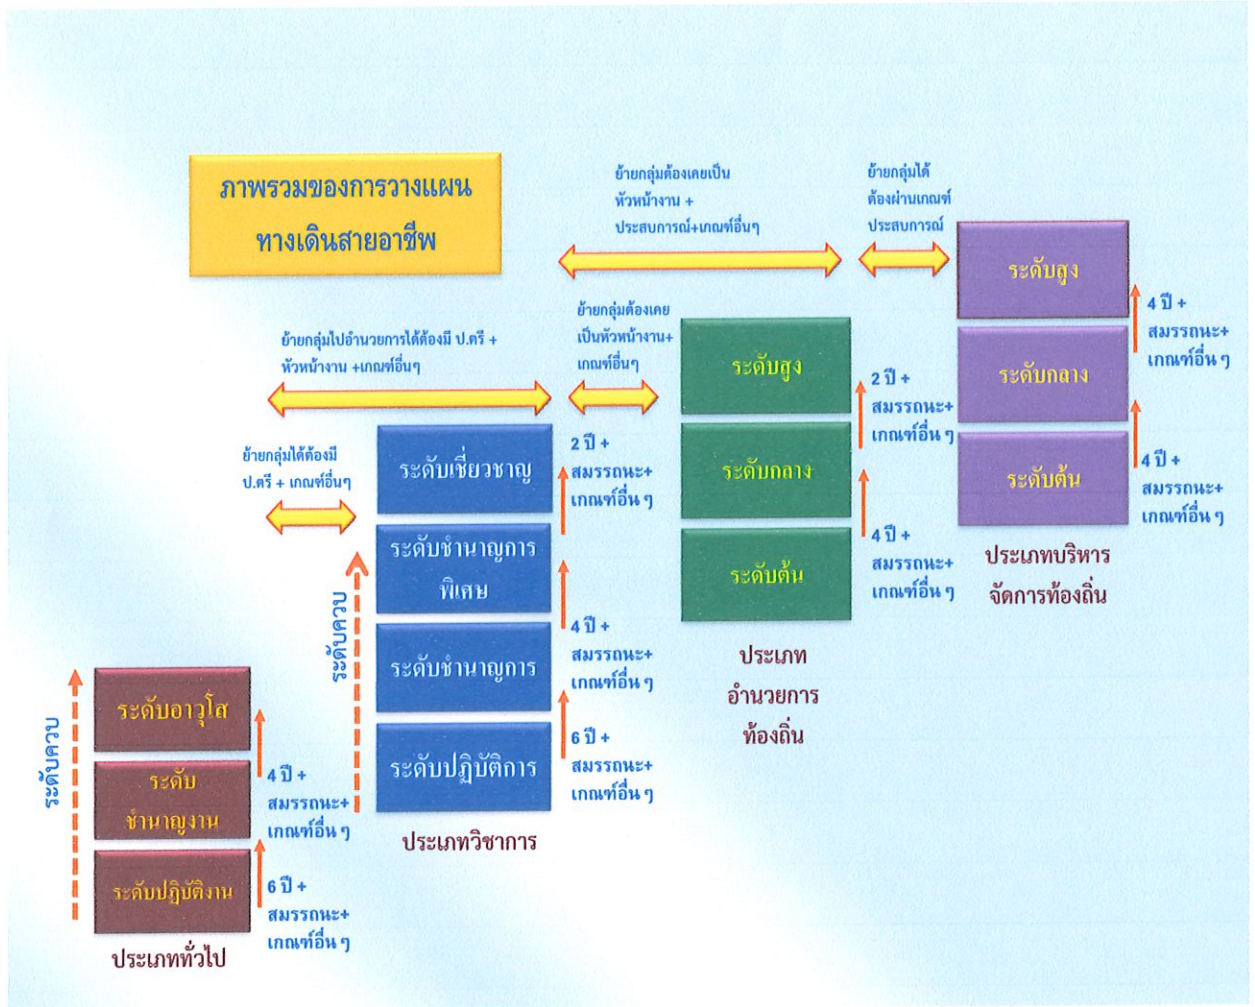 ภาพรวมของการวางแผน
ทางเดินสายอาชีพ
ย้ายกลุ่มต้องเคยเป็น
หัวหน้างาน +
ประสบการณ์+เกณฑ์อื่นๆ
ย้ายกลุ่มได้
ต้องผ่านเกณฑ์
ประสบการณ์
ย้ายกลุ่มไปอำนวยการได้ต้องมี ป.ตรี +
หัวหน้างาน +เกณฑ์อื่นๆ
ย้ายกลุ่มต้องเคย
เป็นหัวหน้างาน+
เกณฑ์อื่นๆ
ย้ายกลุ่มได้ต้องมี
ป.ตรี + เกณฑ์อื่นๆ
ระดับควบ
ระดับอาวุโส
4 ปี +
สมรรถนะ+
เกณฑ์อื่น ๆ
ระดับ
ชำนาญงาน
6 ปี +
สมรรถนะ+
เกณฑ์อื่น ๆ
ระดับปฏิบัติงาน
ประเภททั่วไป
ระดับควบ
ระดับเชี่ยวชาญ
2 ปี +
สมรรถนะ+
เกณฑ์อื่น ๆ
ระดับชำนาญการ
พิเศษ
4 ปี +
สมรรถนะ+
เกณฑ์อื่น ๆ
ระดับชำนาญการ
6 ปี +
สมรรถนะ+
เกณฑ์อื่น ๆ
ระดับปฏิบัติการ
ประเภทวิชาการ
ระดับสูง
2 ปี +
สมรรถนะ+
เกณฑ์อื่น ๆ
ระดับกลาง
4 ปี +
สมรรถนะ+
เกณฑ์อื่น ๆ
ระดับต้น
ประเภท
อำนวยการ
ท้องถิ่น
ระดับสูง
4 ปี +
สมรรถนะ+
เกณฑ์อื่น ๆ
ระดับกลาง
4 ปี +
สมรรถนะ+
เกณฑ์อื่น ๆ
ระดับต้น
ประเภทบริหาร
จัดการท้องถิ่น